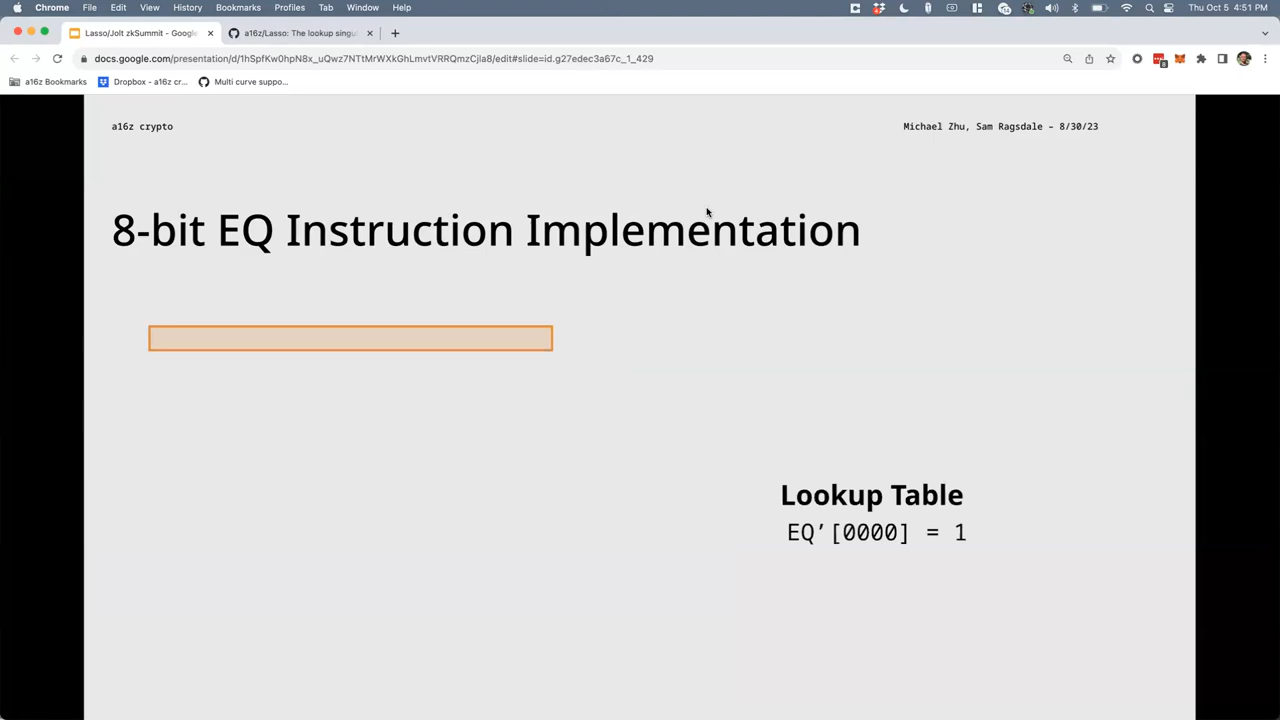 Chrome File Edit View History Bookmarks Profiles Tab Window Help Thu Oct 5 4:51 PM
Lasso/Jolt zkSummit - Google a16z/Lasso: The lookup singu
docs.google.com/presentation/d/1hSpfKw0hpN8x_uQwz7NTtMrWXkGhLmvtVRRQmzCjla8/edit#slide=id.g27edec3a67c_1_429
a16z Bookmarks Dropbox - a16z cr... Multi curve suppo...
a16z crypto Michael Zhu, Sam Ragsdale - 8/30/23
8-bit EQ Instruction Implementation
Lookup Table
EQ’[0000] = 1